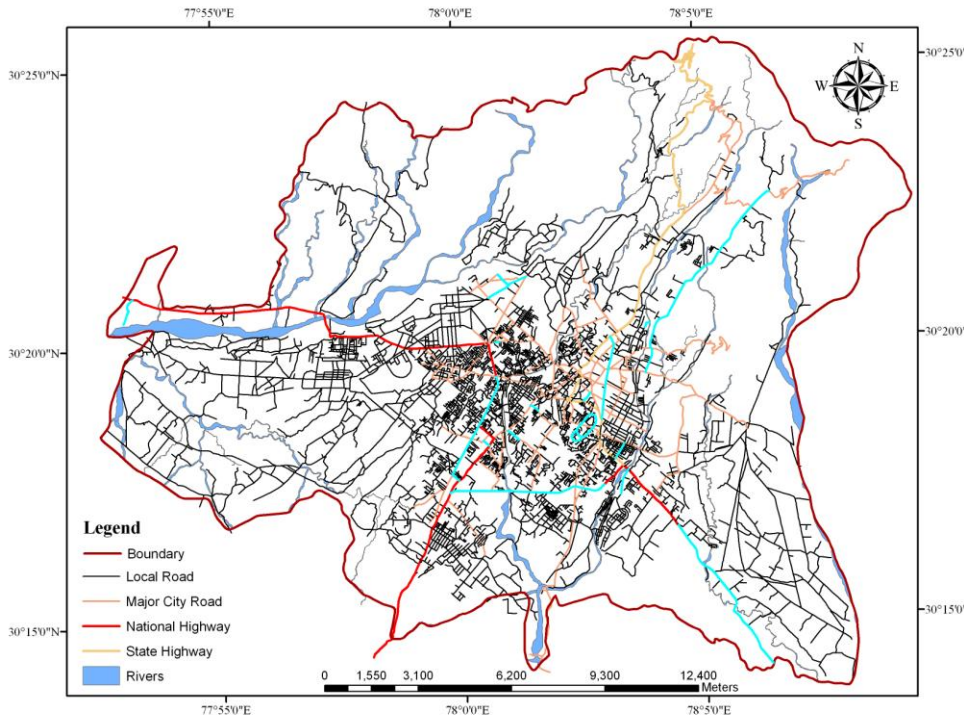 77°55'0"E 78°0'0"E 78°5'0"E
30°25'0"N
30°25'0"N
N
W E
S
30°20'0"N
30°20'0"N
Legend
Boundary
Local Road
Major City Road
National Highway
State Highway
Rivers
30°15'0"N
30°15'0"N
0 1,550 3,100 6,200 9,300 12,400
Meters
77°55'0"E 78°0'0"E 78°5'0"E